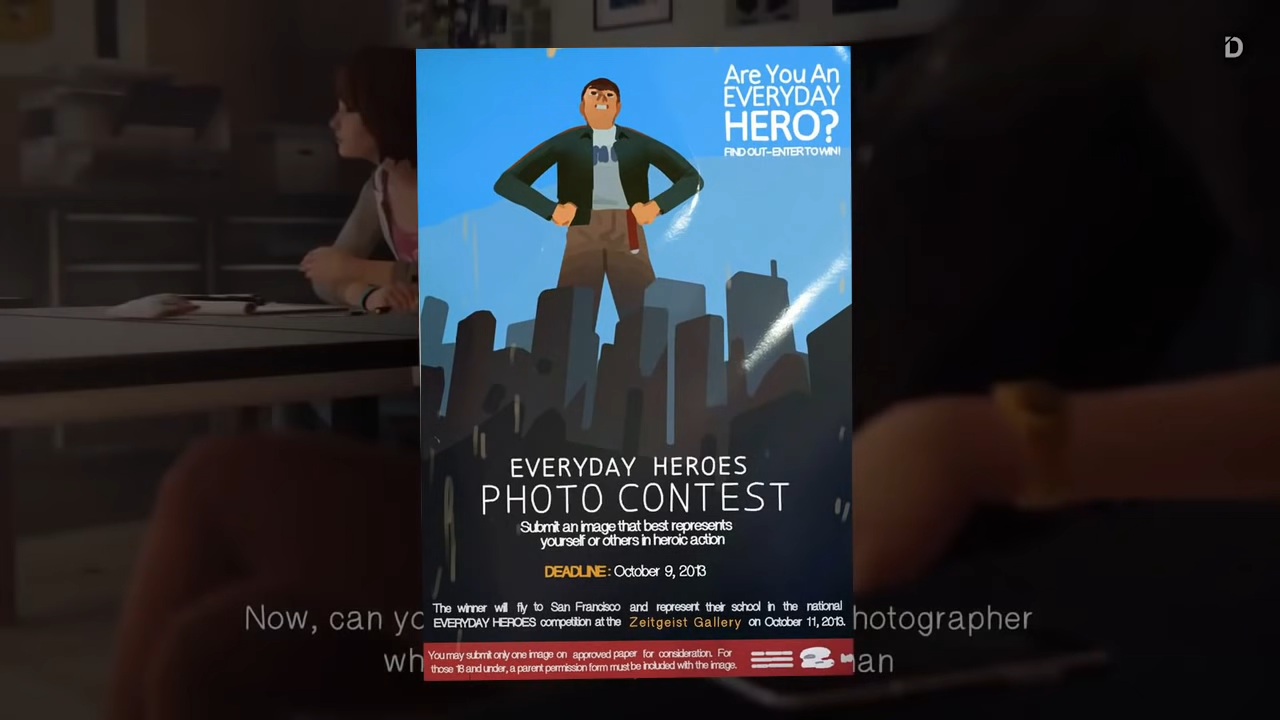 Are You An
EVERYDAY
HERO?
FIND OUT-ENTER TO WIN!
EVERYDAY HEROES
PHOTO CONTEST
Submit an image that best represents
yourself or others in heroic action
DEADLINE: October 9, 2013
The winner will fly to San Francisco and represent their school in the national
EVERYDAY HEROES competition at the Zeitgeist Gallery on October 11, 2013.
Now, can
You may submit only one image on approved paper for consideration. For
those 18 and under, a parent permission form must be included with the image.